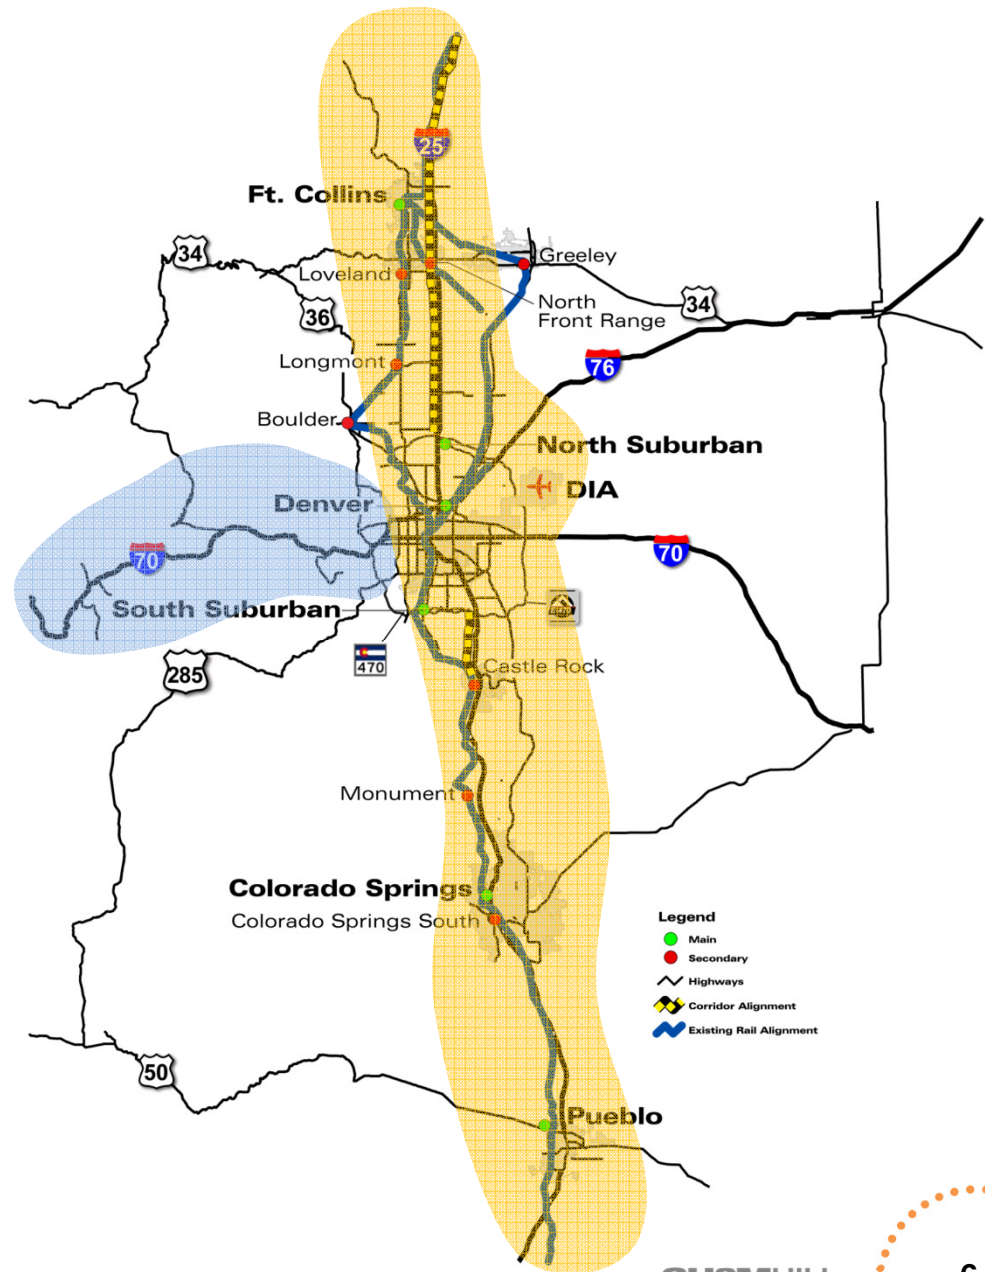 25
Ft. Collins
34
Greeley
Loveland
North
Front Range
34
36
Longmont
76
Boulder
North Suburban
DIA
Denver
70
70
South Suburban
470
285
Castle Rock
Monument
Colorado Springs
Colorado Springs South
Legend
Main
Secondary
Highways
Corridor Alignment
Existing Rail Alignment
50
Pueblo